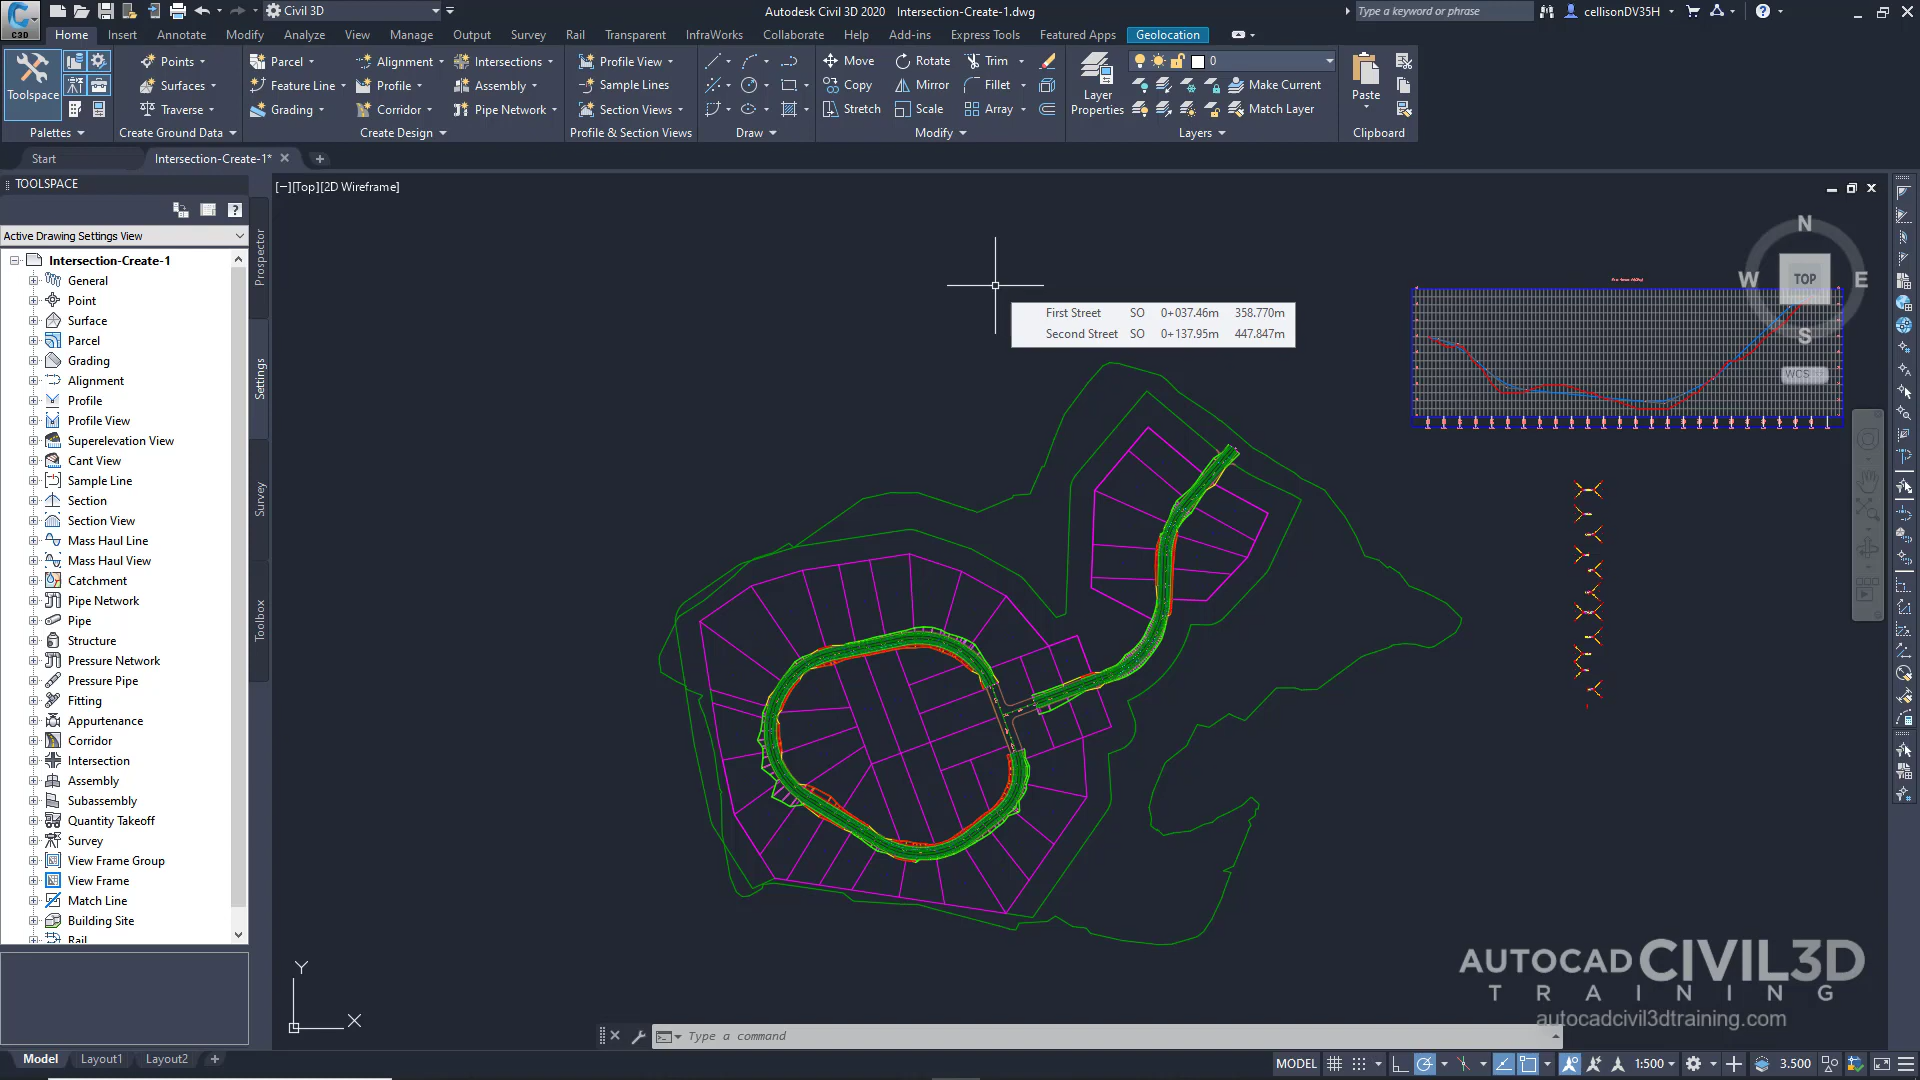 C3D
Civil 3D
Autodesk Civil 3D 2020 Intersection-Create-1.dwg
Type a keyword or phrase
cellisonDV35H
Home Insert Annotate Modify Analyze View Manage Output Survey Rail Transparent InfraWorks Collaborate Help Add-ins Express Tools Featured Apps Geolocation
Toolspace
Palettes
Points
Surfaces
Traverse
Create Ground Data
Parcel
Feature Line
Grading
Alignment
Profile
Corridor
Intersections
Assembly
Pipe Network
Create Design
Profile View
Sample Lines
Section Views
Profile & Section Views
Draw
Move Rotate Trim
Copy Mirror Fillet
Stretch Scale Array
Modify
Layer
Properties
0
Make Current
Match Layer
Layers
Paste
Clipboard
Start
Intersection-Create-1*
TOOLSPACE
Active Drawing Settings View
Intersection-Create-1
General
Point
Surface
Parcel
Grading
Alignment
Profile
Profile View
Superelevation View
Cant View
Sample Line
Section
Section View
Mass Haul Line
Mass Haul View
Catchment
Pipe Network
Pipe
Structure
Pressure Network
Pressure Pipe
Fitting
Appurtenance
Corridor
Intersection
Assembly
Subassembly
Quantity Takeoff
Survey
View Frame Group
View Frame
Match Line
Building Site
Rail
Prospector
Settings
Survey
Toolbox
[−][Top][2D Wireframe]
First Street SO 0+037.46m 358.770m
Second Street SO 0+137.95m 447.847m
N
W TOP E
S
WCS
Y
X
AUTOCAD CIVIL3D
TRAINING
autocadcivil3dtraining.com
Type a command
Model Layout1 Layout2
MODEL
1:500
3.500